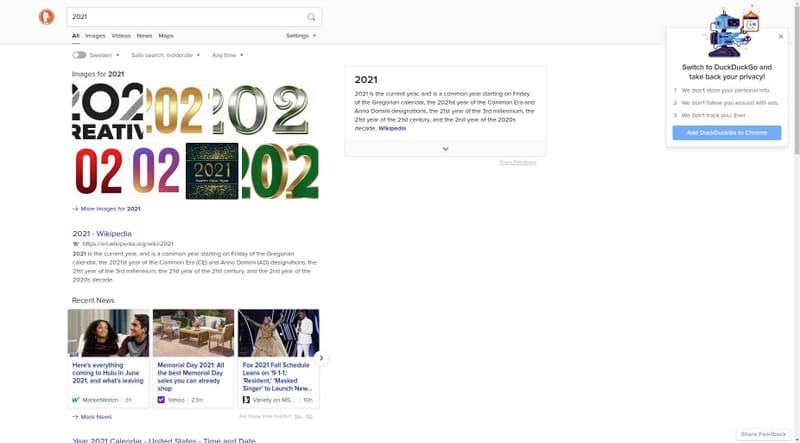 2021
All Images Videos News Maps
Settings
Sweden Safe search: moderate Any time
Images for 2021
CREATIV
202
2021
02
02
2021
202
→ More Images for 2021
2021 - Wikipedia
W https://en.wikipedia.org/wiki/2021
2021 is the current year, and is a common year starting on Friday of the Gregorian
calendar, the 2021st year of the Common Era (CE) and Anno Domini (AD) designations, the
21st year of the 3rd millennium, the 21st year of the 21st century, and the 2nd year of the
2020s decade.
Recent News
Here's everything
coming to Hulu in June
2021, and what's leaving
MarketWatch | 3h
Memorial Day 2021: All
the best Memorial Day
sales you can already
shop
Yahoo | 23m
Fox 2021 Fall Schedule
Leans on '9-1-1,'
'Resident,' 'Masked
Singer' to Launch New...
Variety on MS... | 10h
→ More News
Are these links helpful? Yes No
Year 2021 Calendar - United States - Time and Date
2021
2021 is the current year, and is a common year starting on Friday
of the Gregorian calendar, the 2021st year of the Common Era and
Anno Domini designations, the 21st year of the 3rd millennium, the
21st year of the 21st century, and the 2nd year of the 2020s
decade. Wikipedia
Share Feedback
Switch to DuckDuckGo and
take back your privacy!
1 We don't store your personal info.
2 We don't follow you around with ads.
3 We don't track you. Ever.
Add DuckDuckGo to Chrome
Share Feedback